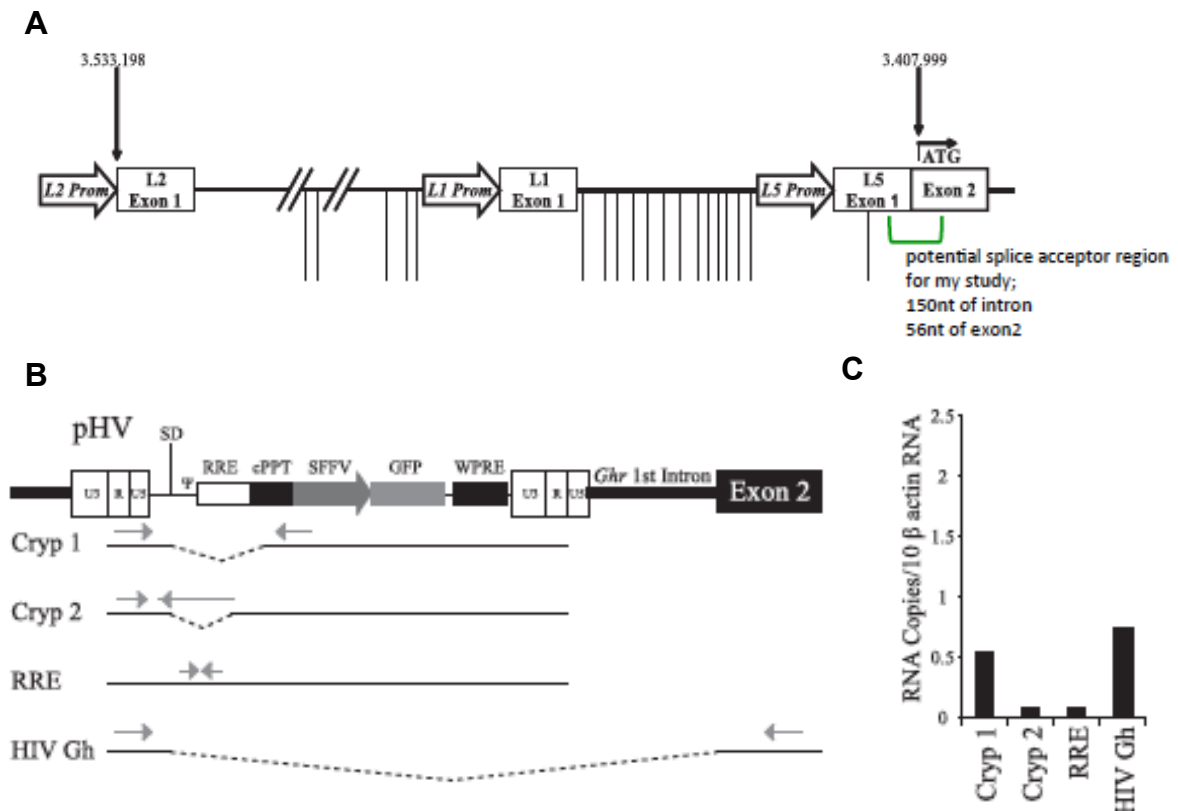 A
3.533.198
3.407.999
L2 Prom
L2
Exon 1
L1 Prom
L1
Exon 1
L5 Prom
L5
Exon 1
ATG
Exon 2
potential splice acceptor region
for my study;
150nt of intron
56nt of exon2
B
pHV
SD
Ψ
RRE
cPPT
SFFV
GFP
WPRE
U3
R
U5
U3
R
U5
Ghr 1st Intron
Exon 2
Cryp 1
Cryp 2
RRE
HIV Gh
C
RNA Copies/10 β actin RNA
2.5
2
1.5
1
0.5
0
Cryp 1
Cryp 2
RRE
HIV Gh